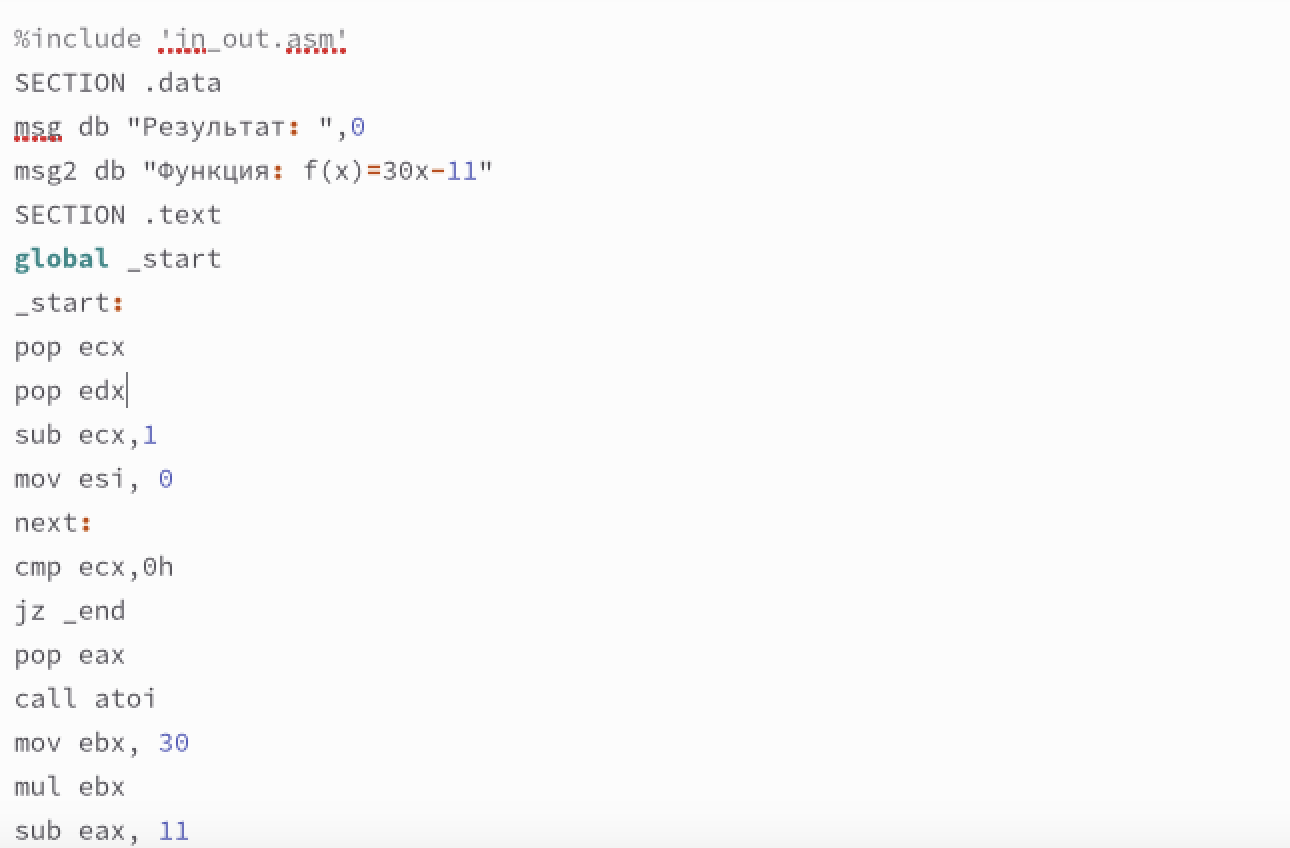 %include 'in_out.asm'
SECTION .data
msg db "Результат: ",0
msg2 db "Функция: f(x)=30x-11"
SECTION .text
global _start
_start:
pop ecx
pop edx
sub ecx,1
mov esi, 0
next:
cmp ecx,0h
jz _end
pop eax
call atoi
mov ebx, 30
mul ebx
sub eax, 11